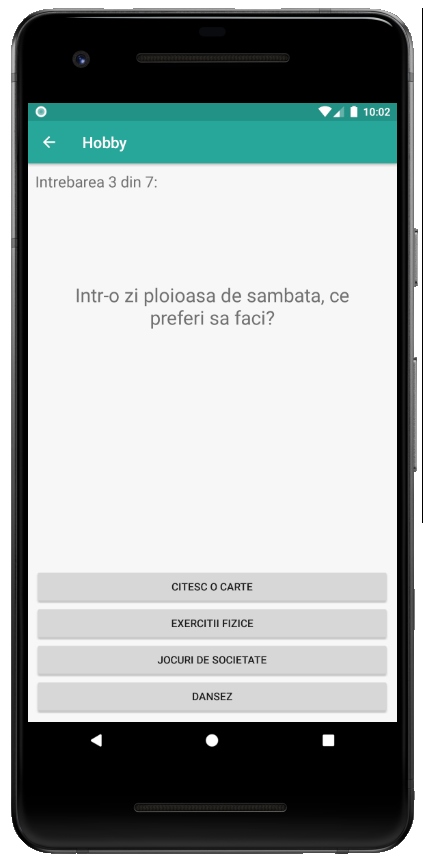 10:02
Hobby
Intrebarea 3 din 7:
Intr-o zi ploioasa de sambata, ce
preferi sa faci?
CITESC O CARTE
EXERCITII FIZICE
JOCURI DE SOCIETATE
DANSEZ